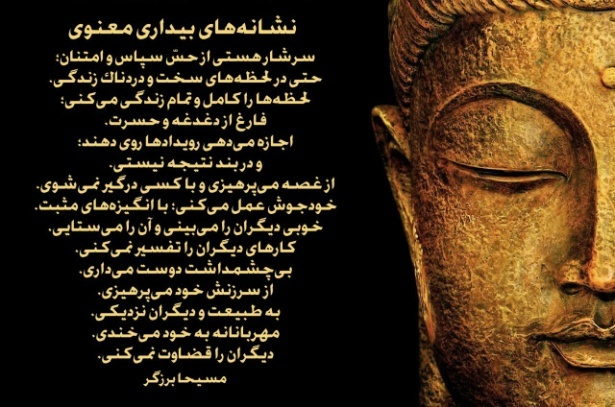 نشانه‌های بیداری معنوی
سرشار هستی از حسّ سپاس و امتنان؛
حتی در لحظه‌های سخت و دردناك زندگی.
لحظه‌ها را کامل و تمام زندگی می‌کنی؛
فارغ از دغدغه و حسرت.
اجازه می‌دهی رویدادها روی دهند؛
و در بند نتیجه نیستی.
از غصه می‌پرهیزی و با کسی درگیر نمی‌شوی.
خودجوش عمل می‌کنی؛ با انگیزه‌های مثبت.
خوبی دیگران را می‌بینی و آن را می‌ستایی.
کارهای دیگران را تفسیر نمی‌کنی.
بی‌چشمداشت دوست می‌داری.
از سرزنش خود می‌پرهیزی.
به طبیعت و دیگران نزدیکی.
مهربانانه به خود می‌خندی.
دیگران را قضاوت نمی‌کنی.
مسیحا برزگر